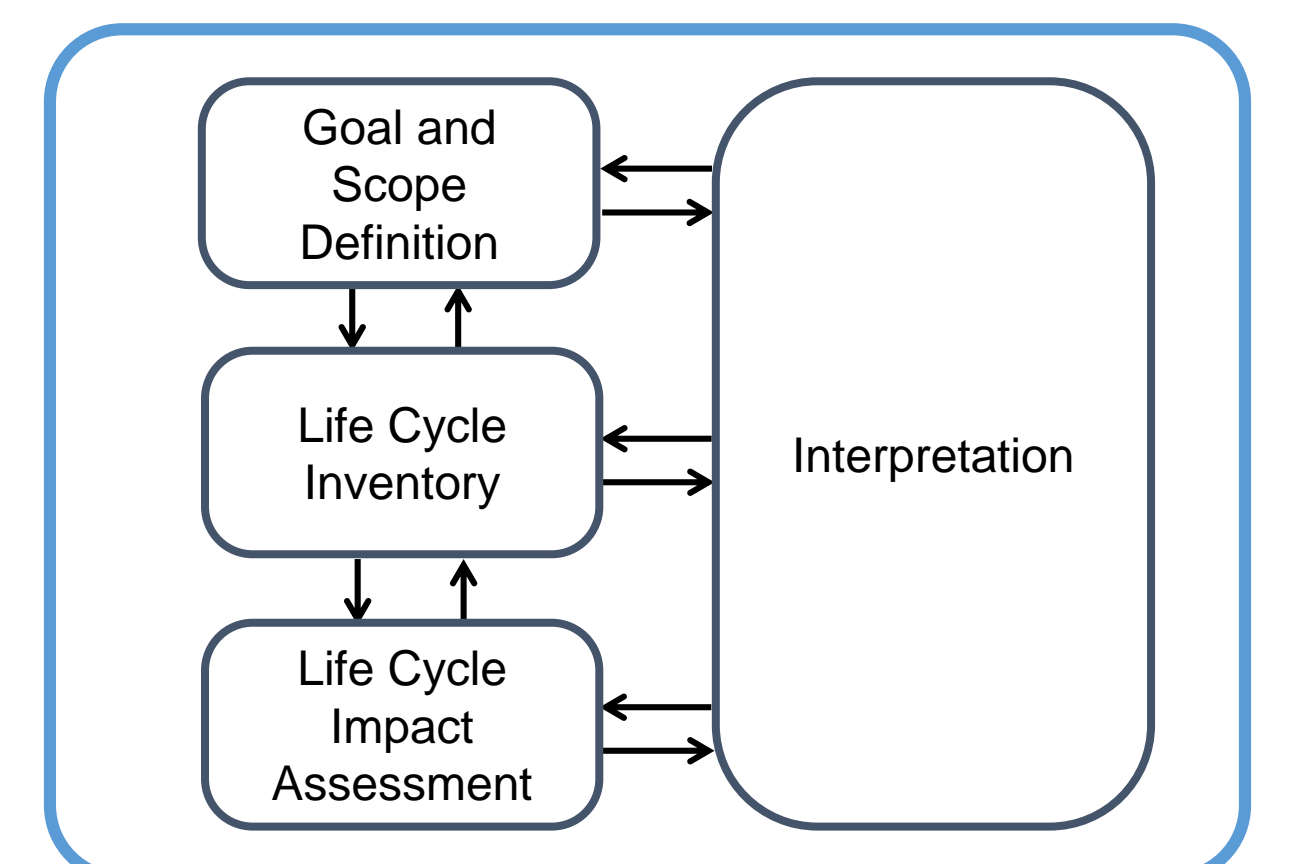 Goal and
Scope
Definition
Life Cycle
Inventory
Interpretation
Life Cycle
Impact
Assessment